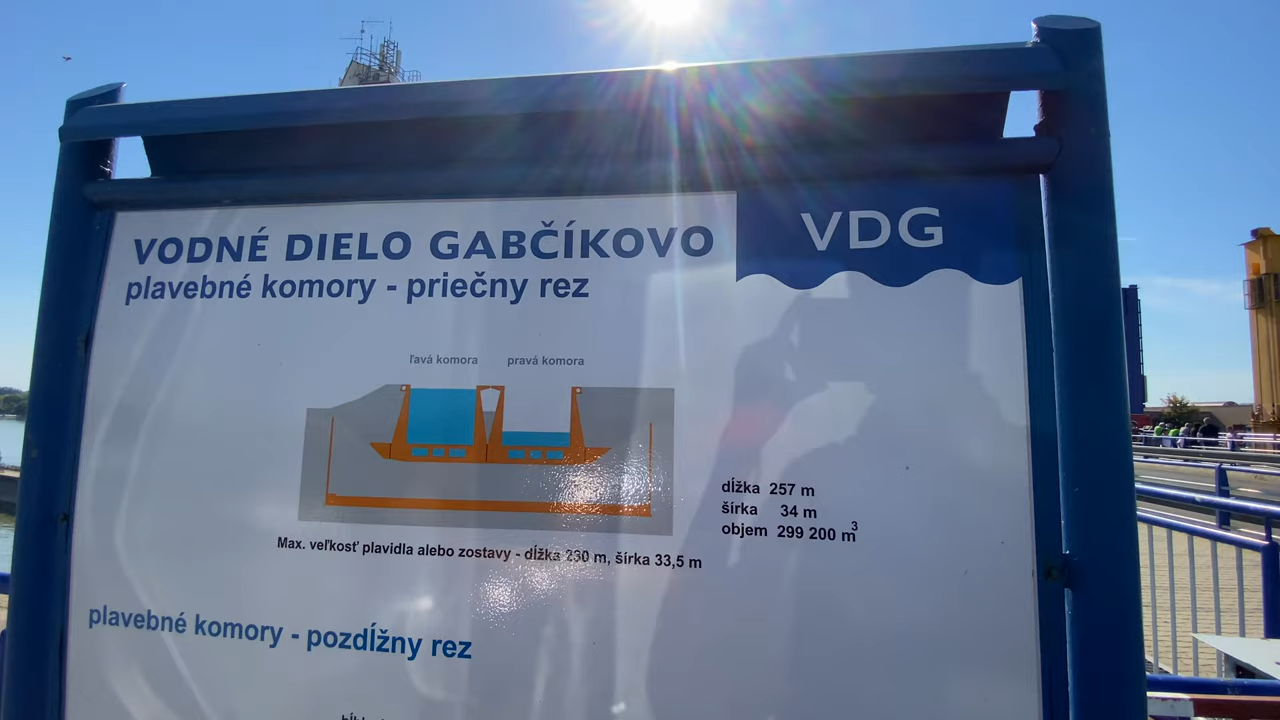 VODNÉ DIELO GABČÍKOVO
VDG
plavebné komory - priečny rez
ľavá komora pravá komora
dĺžka 257 m
šírka 34 m
objem 299 200 m³
Max. veľkosť plavidla alebo zostavy - dĺžka 230 m, šírka 33,5 m
plavebné komory - pozdĺžny rez